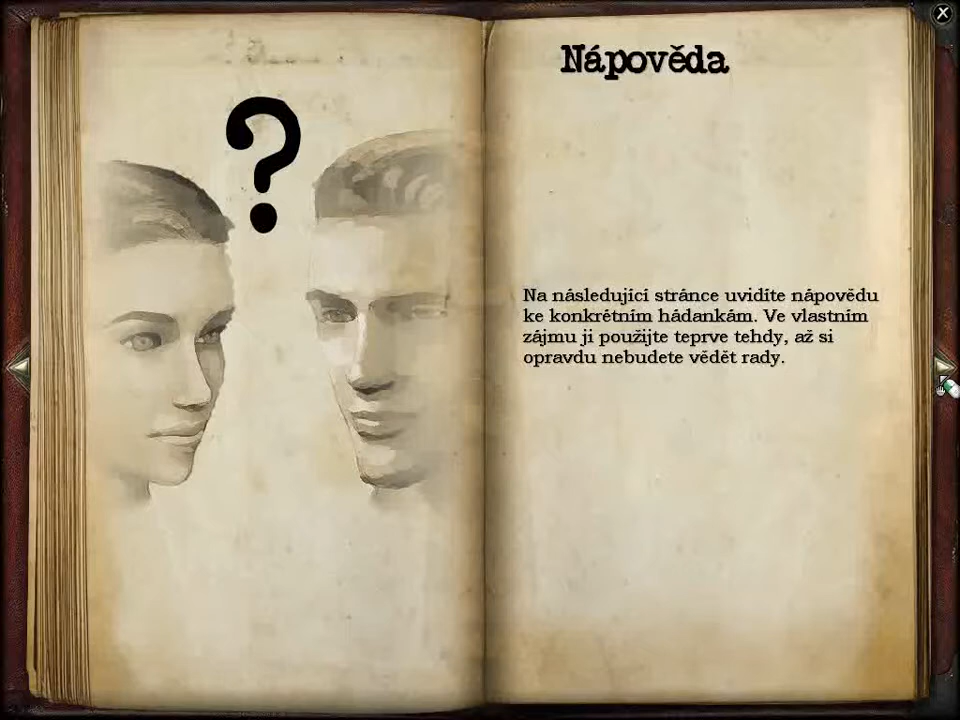 ?
Nápověda
Na následující stránce uvidíte nápovědu
ke konkrétním hádankám. Ve vlastním
zájmu ji použijte teprve tehdy, až si
opravdu nebudete vědět rady.